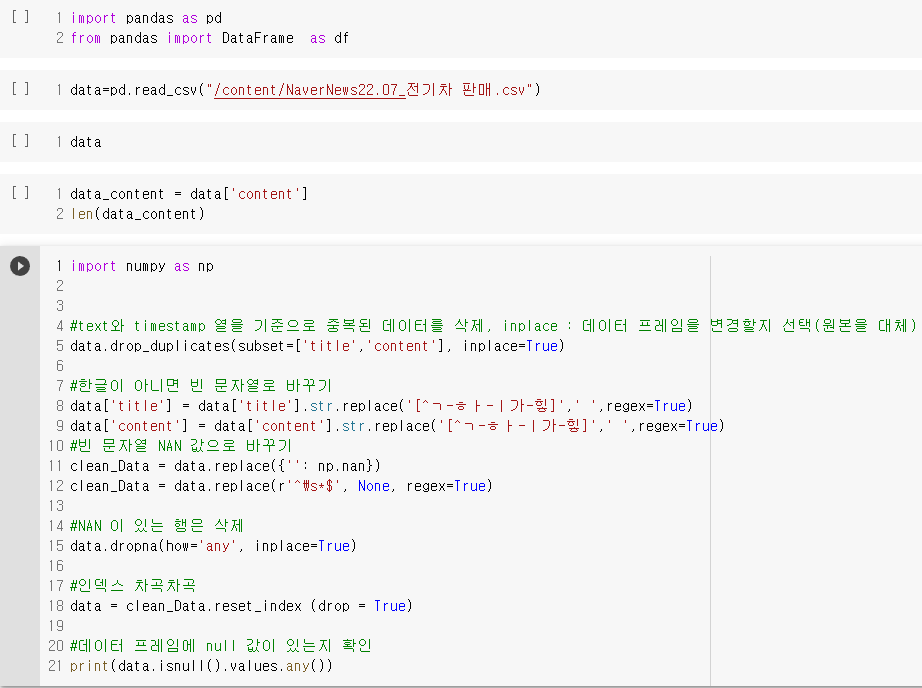 [ ] 1 import pandas as pd
2 from pandas import DataFrame  as df
[ ] 1 data=pd.read_csv("/content/NaverNews22.07_전기차 판매.csv")
[ ] 1 data
[ ] 1 data_content = data['content']
2 len(data_content)
1 import numpy as np
2
3
4 #text와 timestamp 열을 기준으로 중복된 데이터를 삭제, inplace : 데이터 프레임을 변경할지 선택(원본을 대체)
5 data.drop_duplicates(subset=['title','content'], inplace=True)
6
7 #한글이 아니면 빈 문자열로 바꾸기
8 data['title'] = data['title'].str.replace('[^ㄱ-ㅎㅏ-ㅣ가-힣]',' ',regex=True)
9 data['content'] = data['content'].str.replace('[^ㄱ-ㅎㅏ-ㅣ가-힣]',' ',regex=True)
10 #빈 문자열 NAN 값으로 바꾸기
11 clean_Data = data.replace({'': np.nan})
12 clean_Data = data.replace(r'^₩s*$', None, regex=True)
13
14 #NAN 이 있는 행은 삭제
15 data.dropna(how='any', inplace=True)
16
17 #인덱스 차곡차곡
18 data = clean_Data.reset_index (drop = True)
19
20 #데이터 프레임에 null 값이 있는지 확인
21 print(data.isnull().values.any())